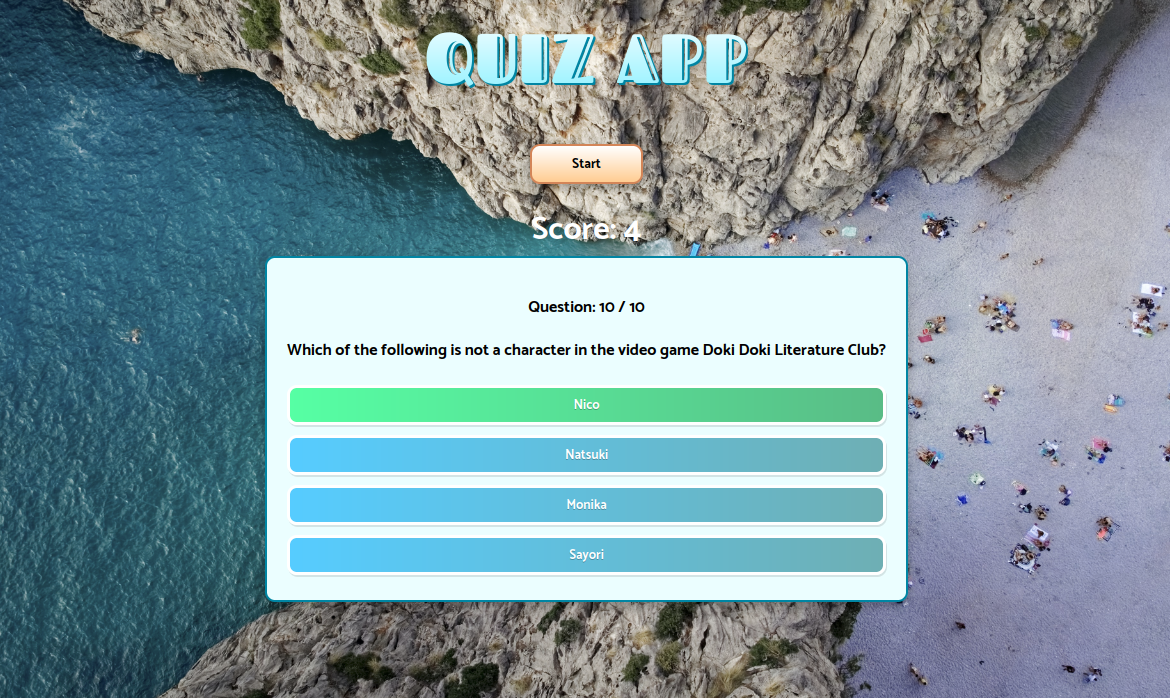 QUIZ APP
Start
Score: 4
Question: 10 / 10
Which of the following is not a character in the video game Doki Doki Literature Club?
Nico
Natsuki
Monika
Sayori